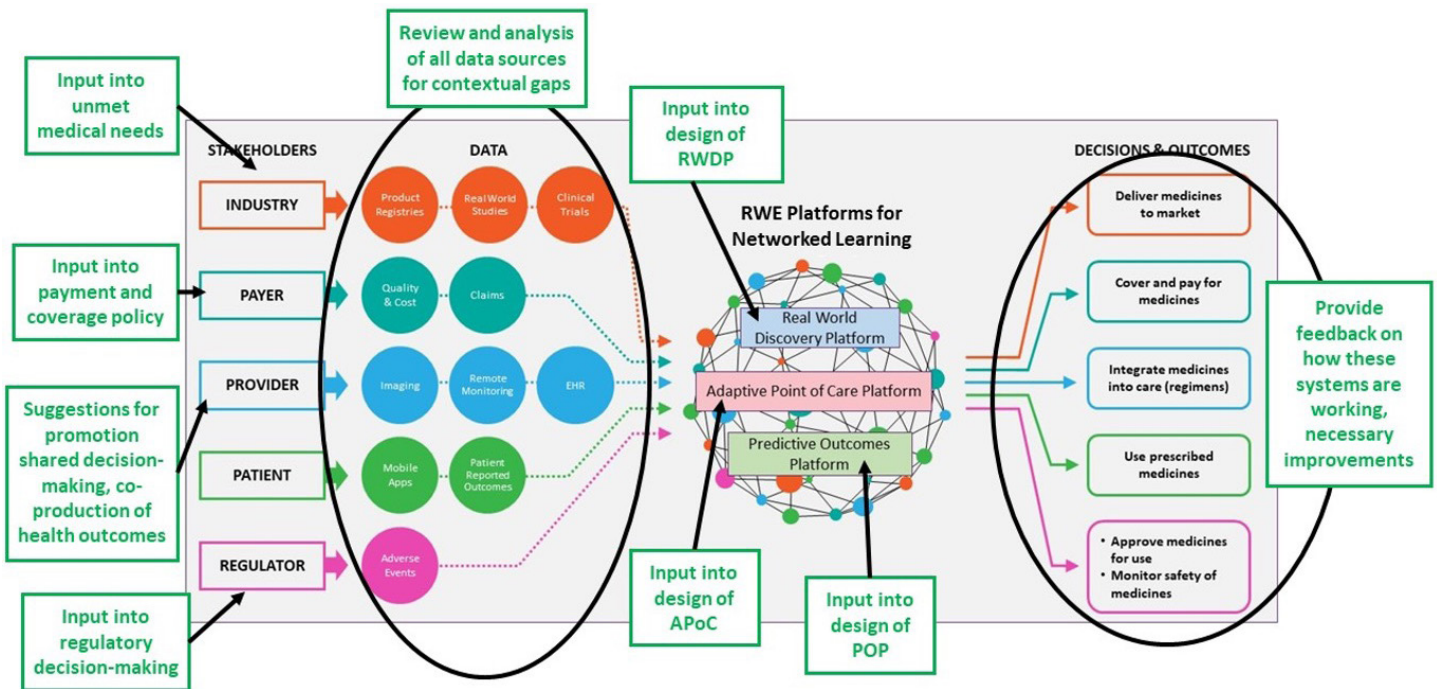 Review and analysis
of all data sources
for contextual gaps
Input into
unmet
medical needs
Input into
design of
RWDP
STAKEHOLDERS
DATA
DECISIONS & OUTCOMES
INDUSTRY
Product
Registries
Real World
Studies
Clinical
Trials
RWE Platforms for
Networked Learning
Deliver medicines
to market
Input into
payment and
coverage policy
PAYER
Quality
& Cost
Claims
Real World
Discovery Platform
Cover and pay for
medicines
Provide
feedback on
how these
systems are
working,
necessary
improvements
PROVIDER
Imaging
Remote
Monitoring
EHR
Adaptive Point of Care Platform
Integrate medicines
into care (regimens)
Suggestions for
promotion
shared decision-
making, co-
production of
health outcomes
PATIENT
Mobile
Apps
Patient
Reported
Outcomes
Predictive Outcomes
Platform
Use prescribed
medicines
REGULATOR
Adverse
Events
• Approve medicines
for use
• Monitor safety of
medicines
Input into
regulatory
decision-making
Input into
design of
APoC
Input into
design of
POP